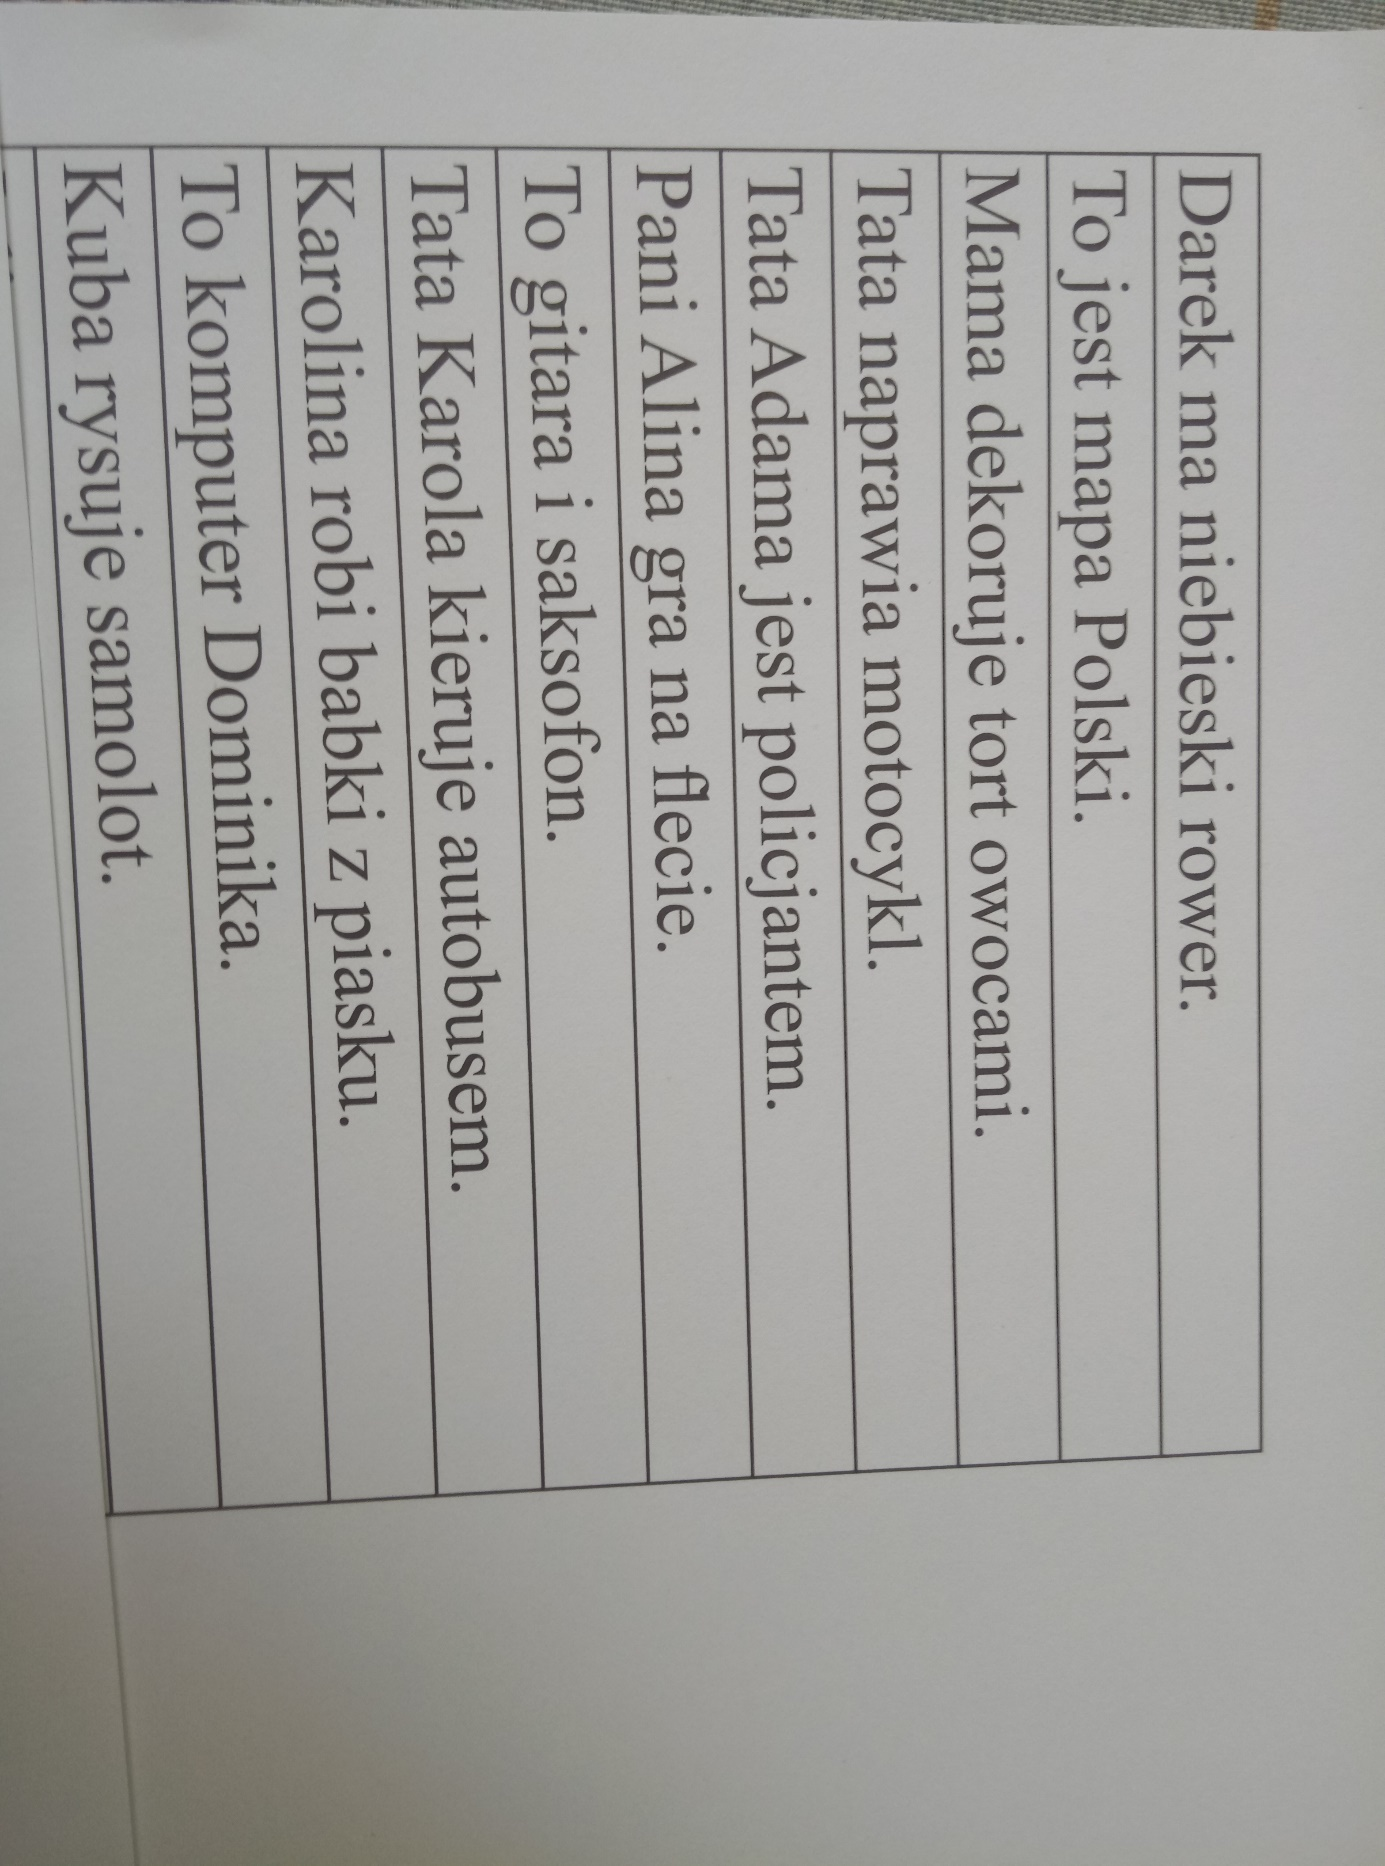 Darek ma niebieski rower.
To jest mapa Polski.
Mama dekoruje tort owocami.
Tata naprawia motocykl.
Tata Adama jest policjantem.
Pani Alina gra na flecie.
To gitara i saksofon.
Tata Karola kieruje autobusem.
Karolina robi babki z piasku.
To komputer Dominika.
Kuba rysuje samolot.